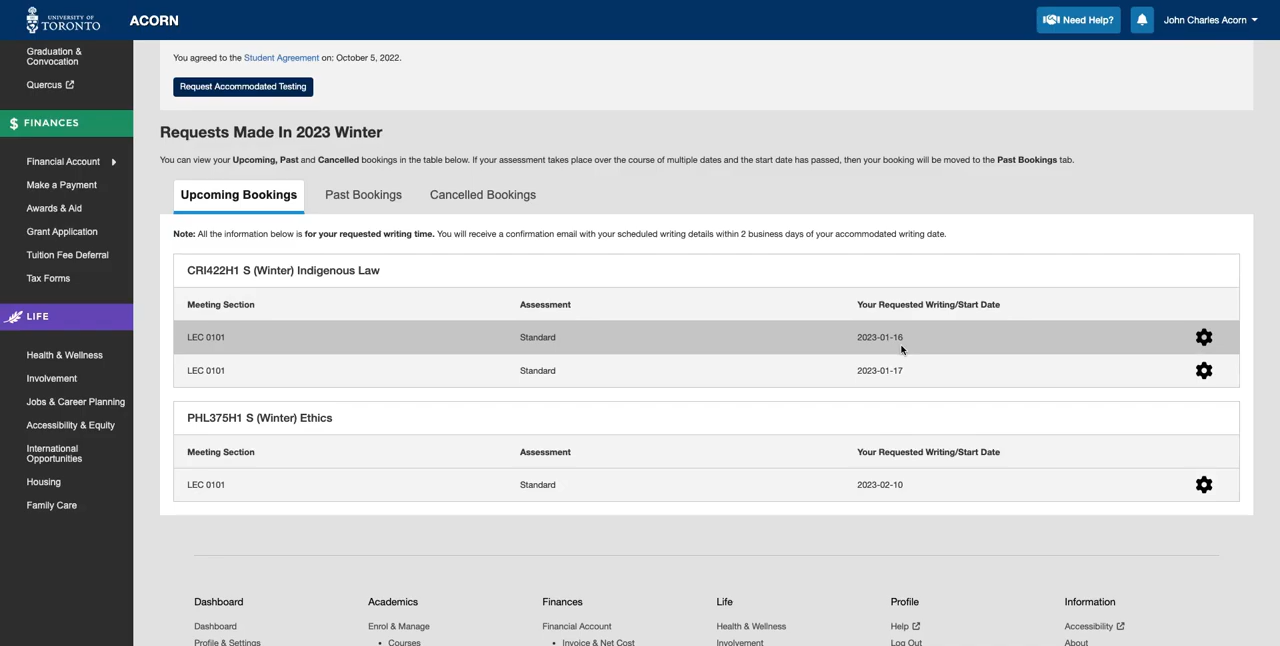 UNIVERSITY OF
TORONTO
ACORN
Need Help?
John Charles Acorn
Graduation &
Convocation
Quercus
$ FINANCES
Financial Account
Make a Payment
Awards & Aid
Grant Application
Tuition Fee Deferral
Tax Forms
LIFE
Health & Wellness
Involvement
Jobs & Career Planning
Accessibility & Equity
International
Opportunities
Housing
Family Care
You agreed to the Student Agreement on: October 5, 2022.
Request Accommodated Testing
Requests Made In 2023 Winter
You can view your Upcoming, Past and Cancelled bookings in the table below. If your assessment takes place over the course of multiple dates and the start date has passed, then your booking will be moved to the Past Bookings tab.
Upcoming Bookings Past Bookings Cancelled Bookings
Note: All the information below is for your requested writing time. You will receive a confirmation email with your scheduled writing details within 2 business days of your accommodated writing date.
CRI422H1 S (Winter) Indigenous Law
Meeting Section Assessment Your Requested Writing/Start Date
LEC 0101 Standard 2023-01-16
LEC 0101 Standard 2023-01-17
PHL375H1 S (Winter) Ethics
Meeting Section Assessment Your Requested Writing/Start Date
LEC 0101 Standard 2023-02-10
Dashboard Academics Finances Life Profile Information
Dashboard Enrol & Manage Financial Account Health & Wellness Help Accessibility
Profile & Settings • Courses • Invoice & Net Cost Involvement Log Out About